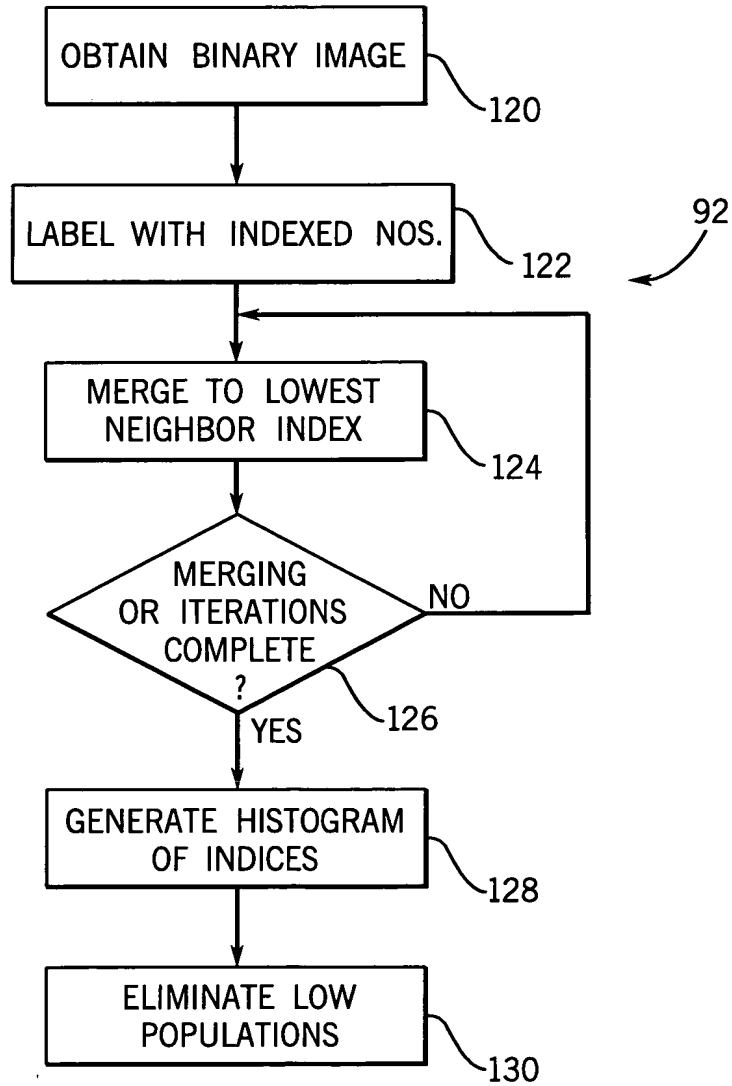 OBTAIN BINARY IMAGE
120
LABEL WITH INDEXED NOS.
122
92
MERGE TO LOWEST
NEIGHBOR INDEX
124
MERGING
OR ITERATIONS
COMPLETE
?
NO
126
YES
GENERATE HISTOGRAM
OF INDICES
128
ELIMINATE LOW
POPULATIONS
130